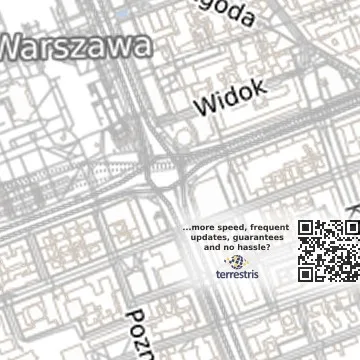 goda
Warszawa
Widok
...more speed, frequent
updates, guarantees
and no hassle?
terrestris
Pozn